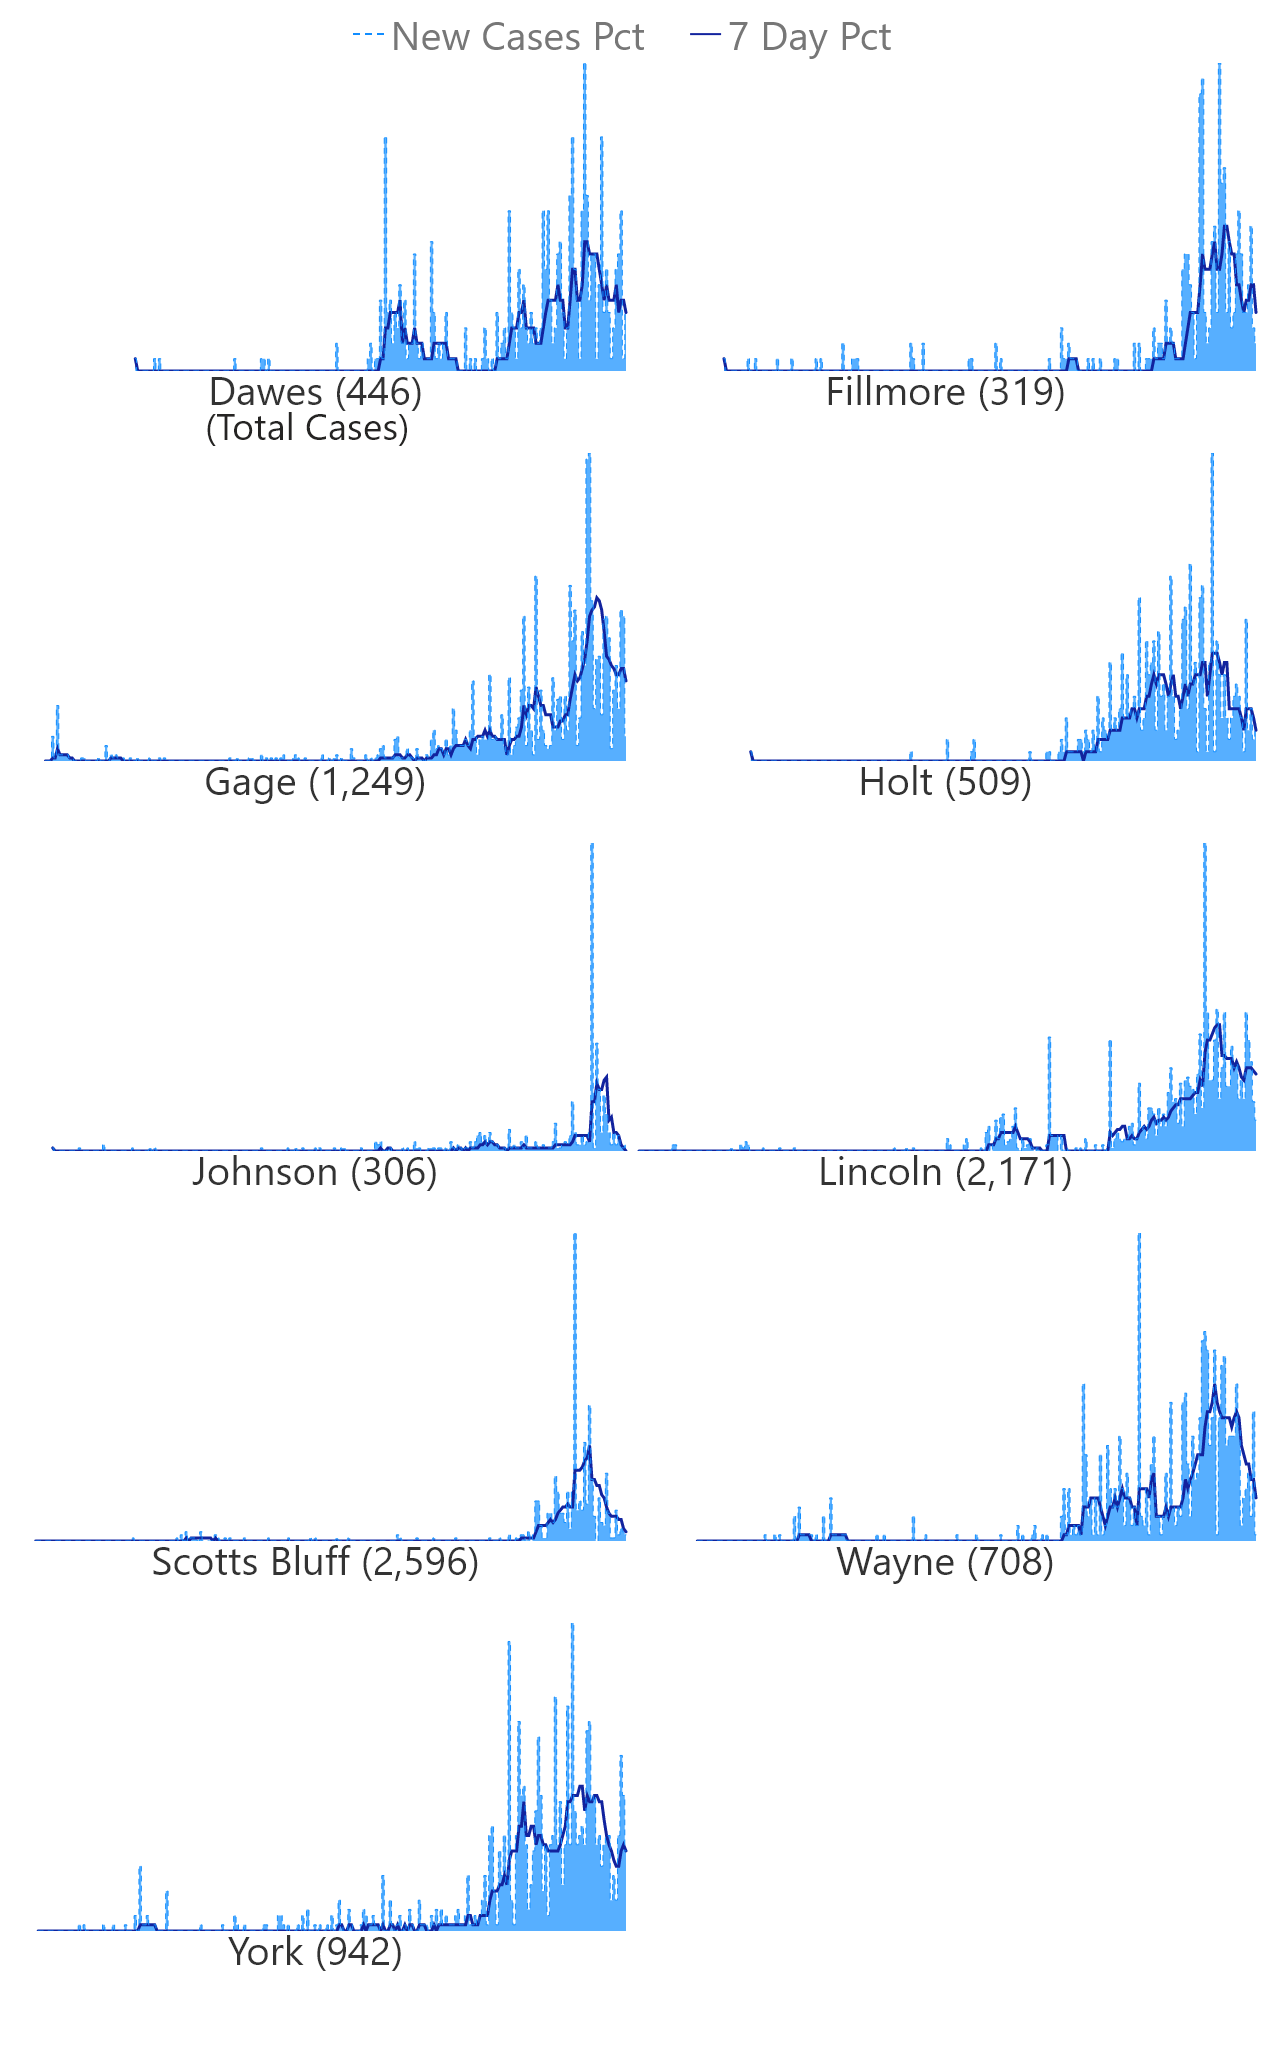 New Cases Pct 7 Day Pct
Dawes (446)
(Total Cases)
Fillmore (319)
Gage (1,249)
Holt (509)
Johnson (306)
Lincoln (2,171)
Scotts Bluff (2,596)
Wayne (708)
York (942)